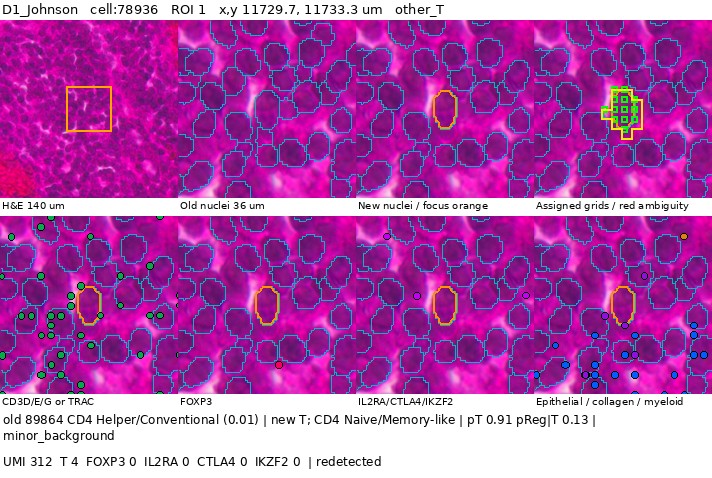 D1_Johnson cell:78936 ROI 1 x,y 11729.7, 11733.3 um other_T
H&E 140 um
Old nuclei 36 um
New nuclei / focus orange
Assigned grids / red ambiguity
CD3D/E/G or TRAC
FOXP3
IL2RA/CTLA4/IKZF2
Epithelial / collagen / myeloid
old 89864 CD4 Helper/Conventional (0.01) | new T; CD4 Naive/Memory-like | pT 0.91 pReg|T 0.13 |
minor_background
UMI 312 T 4 FOXP3 0 IL2RA 0 CTLA4 0 IKZF2 0 | redetected